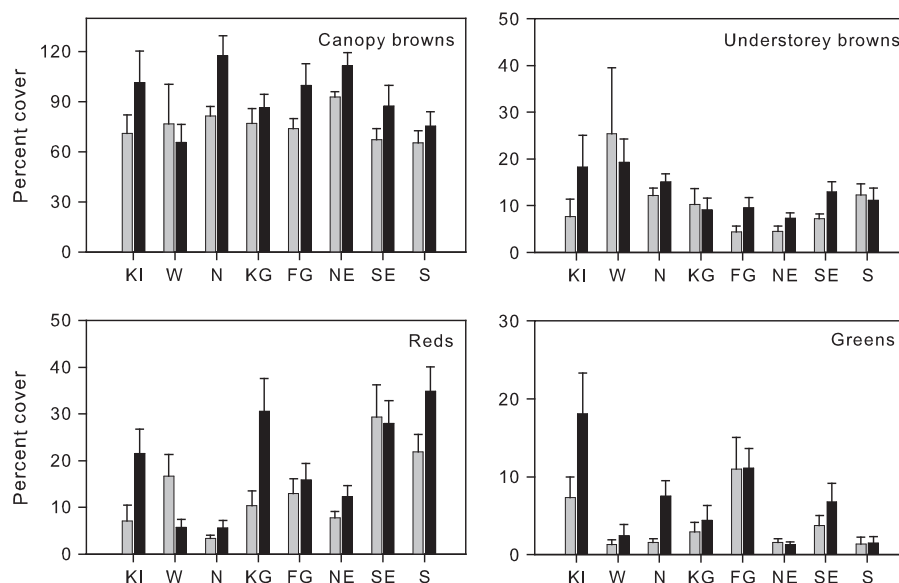 Canopy browns
Percent cover
120
90
60
30
0
KI W N KG FG NE SE S
Understorey browns
50
40
30
20
10
0
KI W N KG FG NE SE S
Reds
Percent cover
50
40
30
20
10
0
KI W N KG FG NE SE S
Greens
30
20
10
0
KI W N KG FG NE SE S